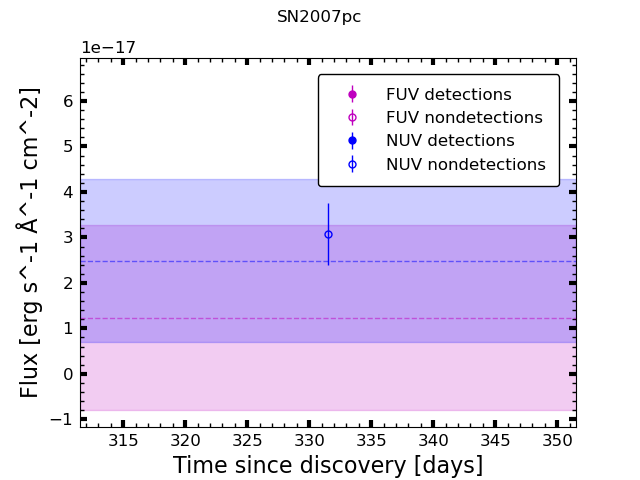 SN2007pc
1e−17
FUV detections
FUV nondetections
NUV detections
NUV nondetections
6
5
4
3
2
1
0
−1
Flux [erg s^-1 Å^-1 cm^-2]
315 320 325 330 335 340 345 350
Time since discovery [days]